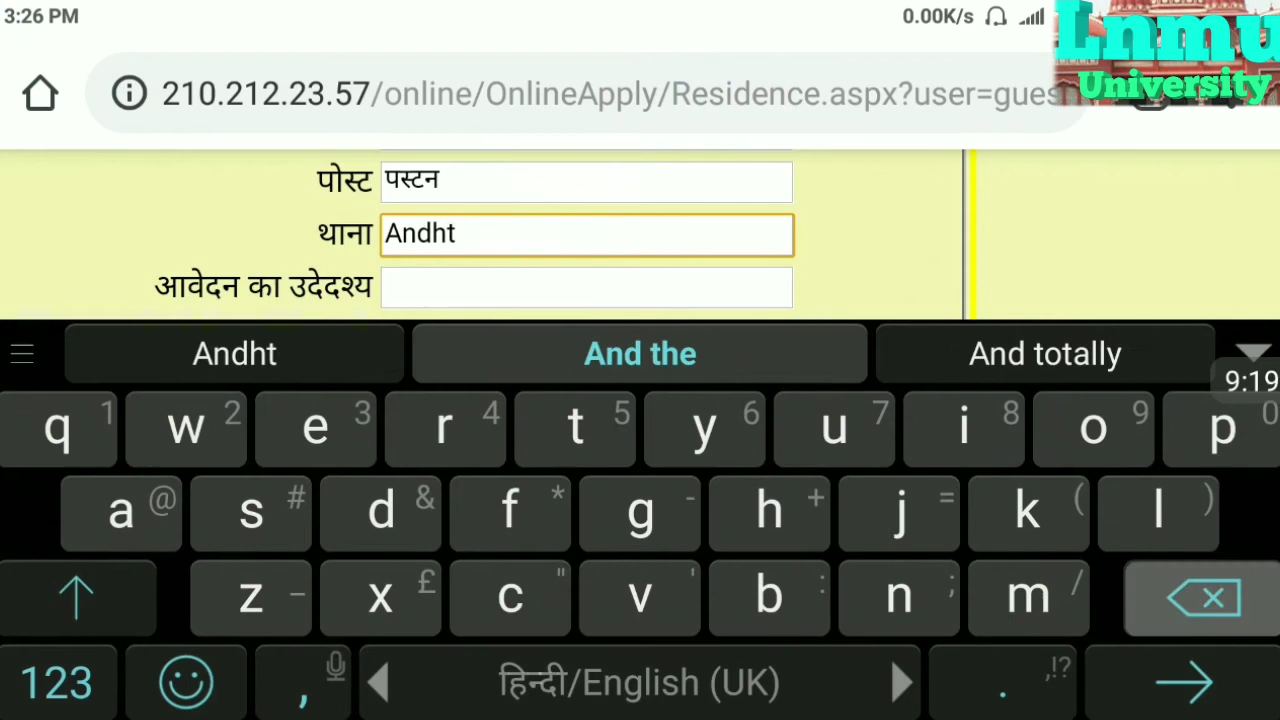 3:26 PM 0.00K/s
Lnmu
University
210.212.23.57/online/OnlineApply/Residence.aspx?user=gues
पोस्ट पस्टन
थाना Andht
आवेदन का उदेदश्य
Andht And the And totally
9:19
q 1 w 2 e 3 r 4 t 5 y 6 u 7 i 8 o 9 p 0
a @ s # d & f * g - h + j = k ( l )
z _ x £ c " v ' b : n ; m /
123 , हिन्दी/English (UK) . ,!?